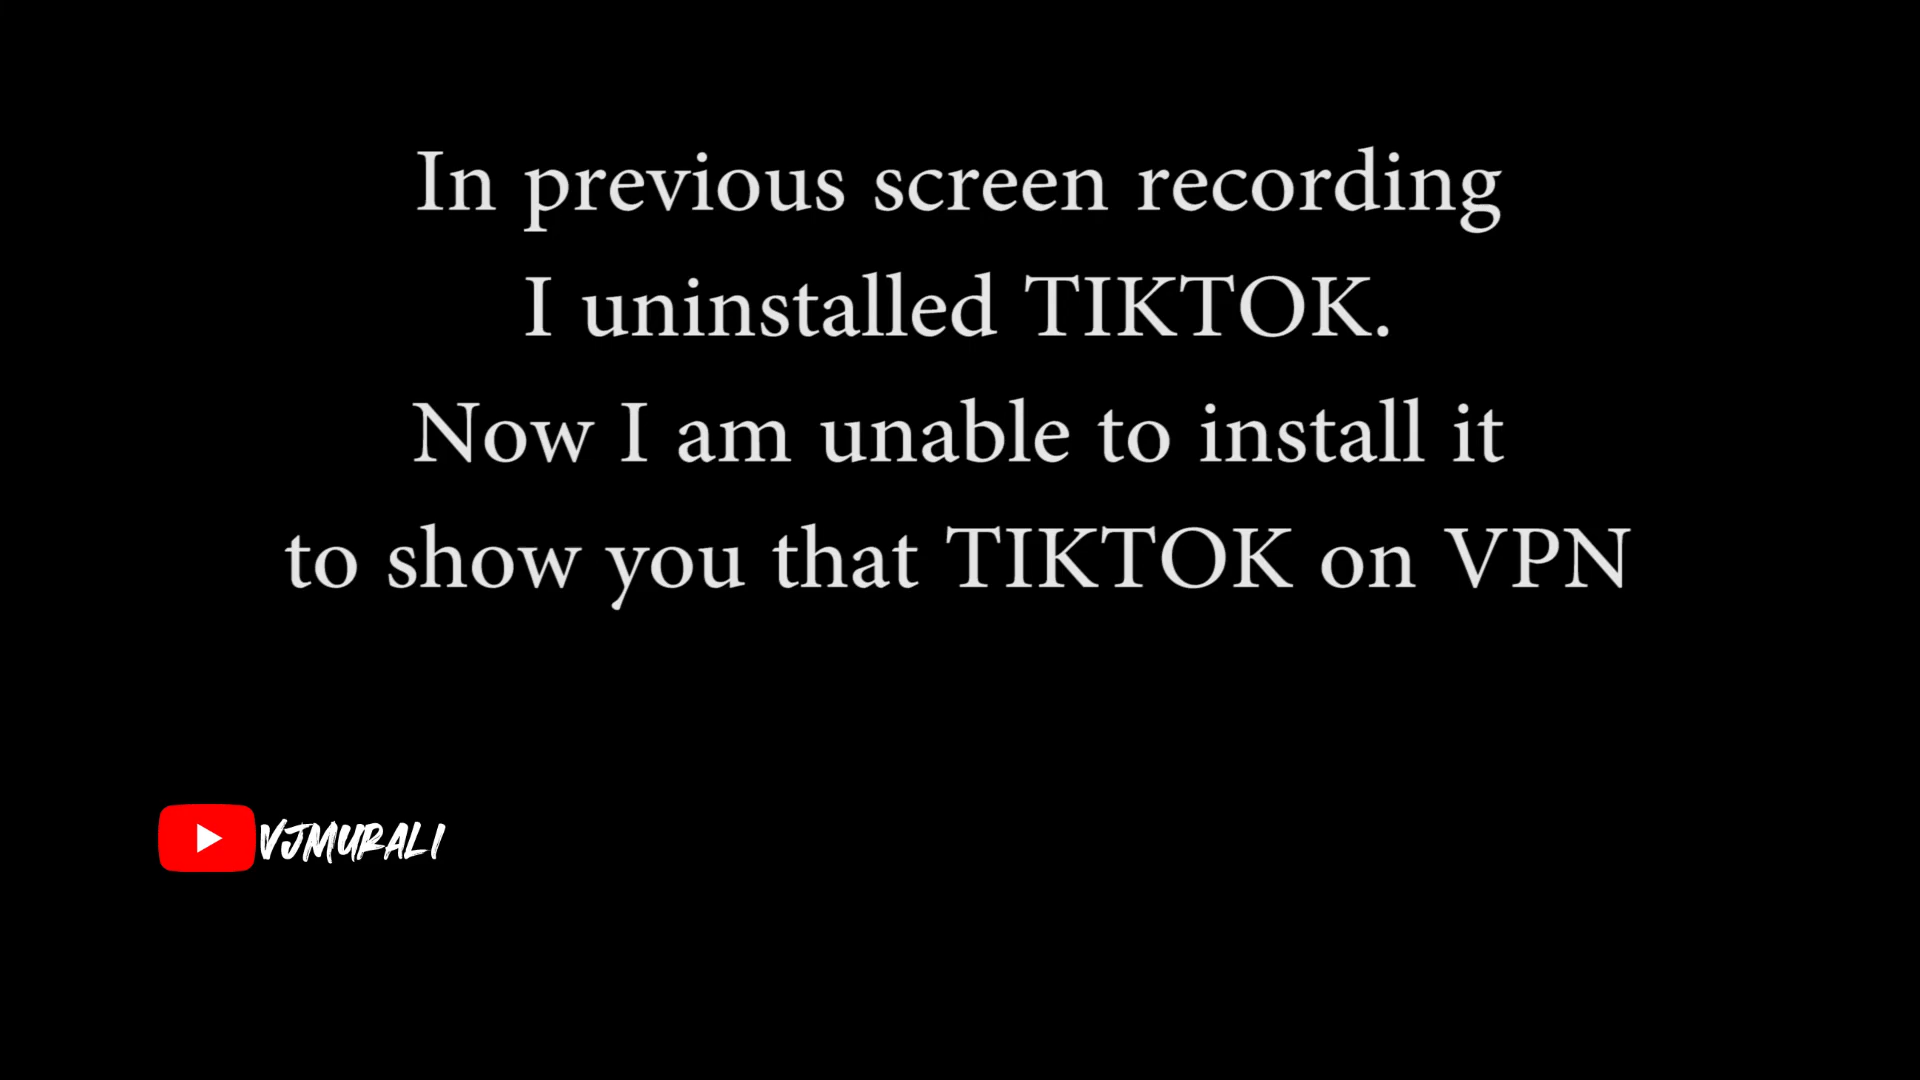 In previous screen recording
I uninstalled TIKTOK.
Now I am unable to install it
to show you that TIKTOK on VPN
VJMURALI